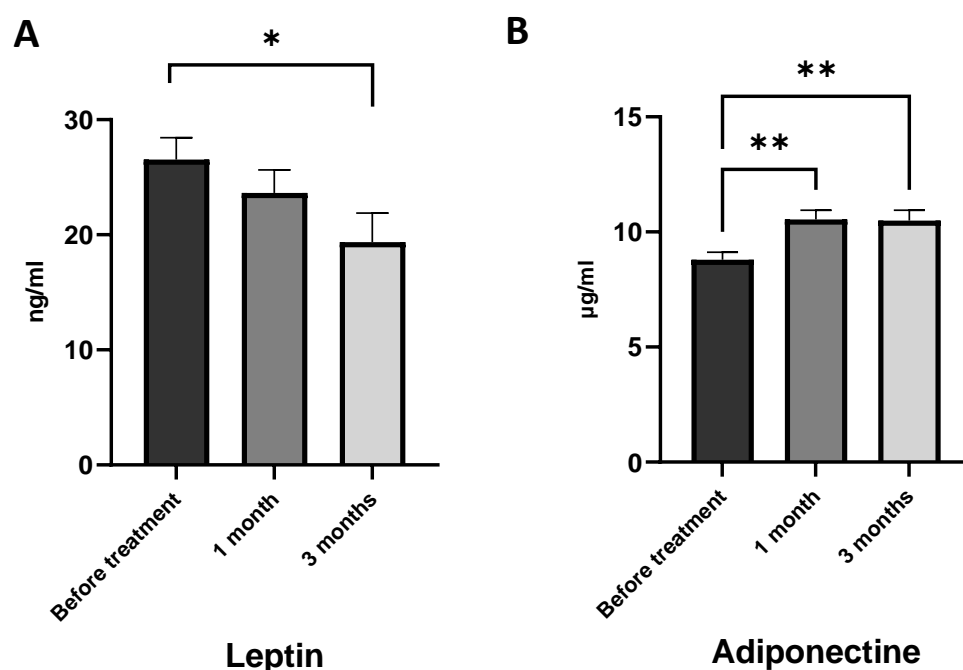 A
*
30
20
10
0
ng/ml
Before treatment
1 month
3 months
Leptin
B
**
**
15
10
5
0
µg/ml
Before treatment
1 month
3 months
Adiponectine